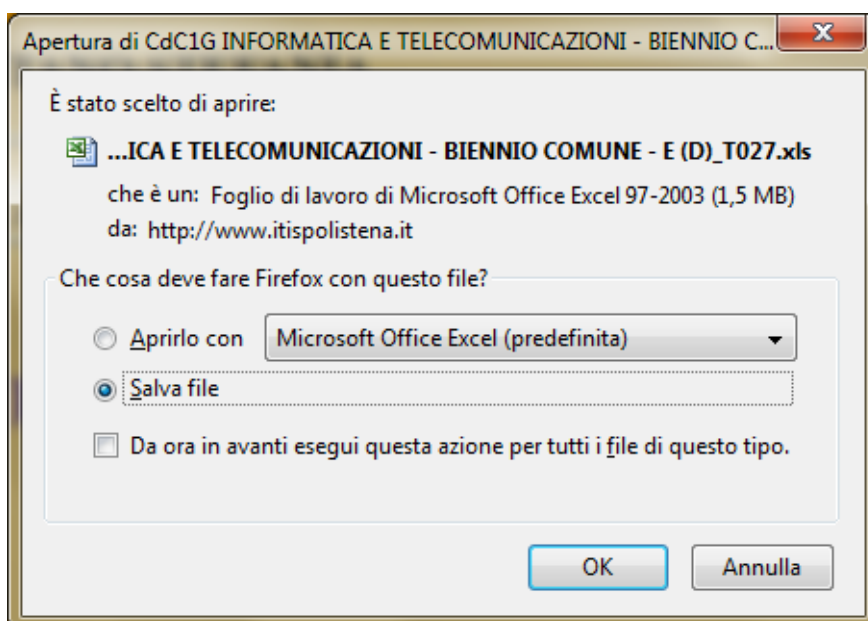 Apertura di CdC1G INFORMATICA E TELECOMUNICAZIONI - BIENNIO C...
È stato scelto di aprire:
...ICA E TELECOMUNICAZIONI - BIENNIO COMUNE - E (D)_T027.xls
che è un: Foglio di lavoro di Microsoft Office Excel 97-2003 (1,5 MB)
da: http://www.itispolistena.it
Che cosa deve fare Firefox con questo file?
Aprirlo con Microsoft Office Excel (predefinita)
Salva file
Da ora in avanti esegui questa azione per tutti i file di questo tipo.
OK Annulla